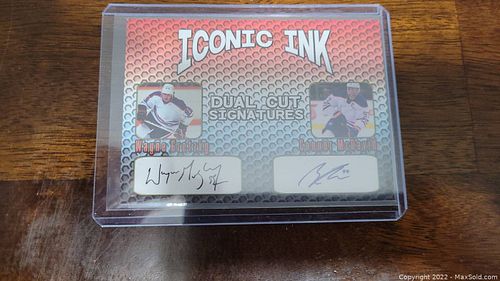 ICONIC INK
DUAL CUT
SIGNATURES
Wayne Gretzky
Connor McDavid
Copyright 2022 - MaxSold.com